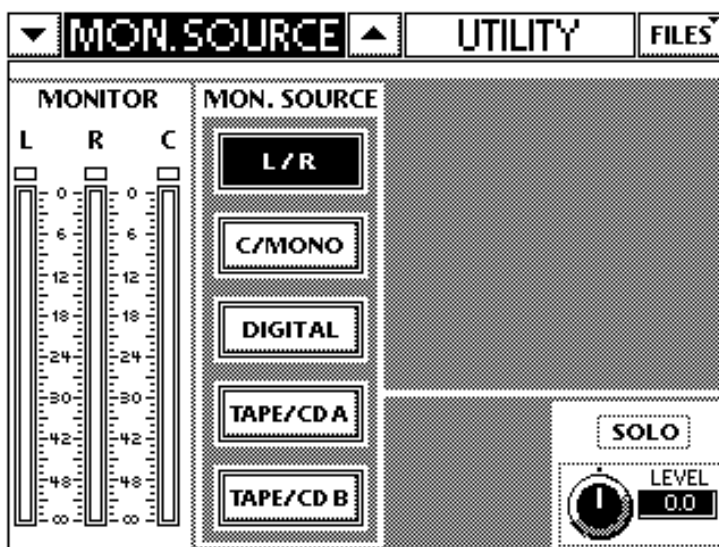 MON.SOURCE UTILITY FILES
MONITOR MON. SOURCE
L R C
L/R
0 0
6 6
C/MONO
12 12
18 18
DIGITAL
24 24
30 30
TAPE/CD A
42 42
SOLO
48 48
TAPE/CD B
LEVEL
0.0
∞ ∞